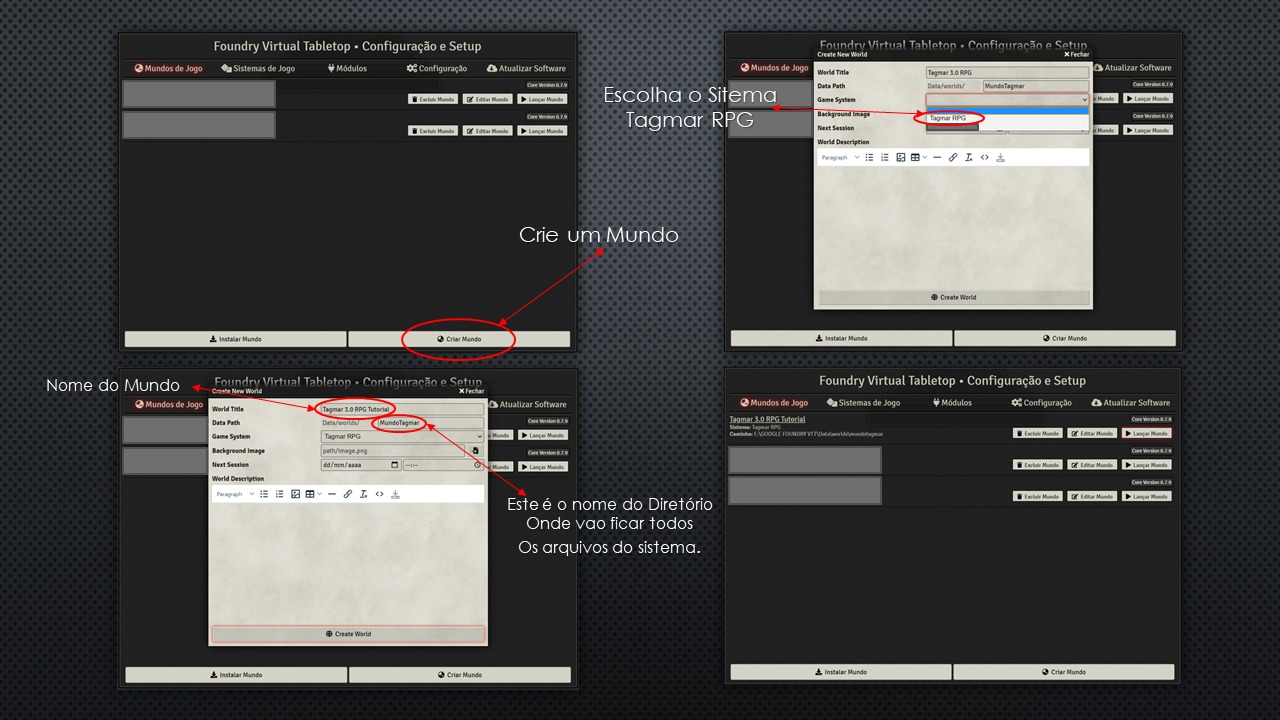 Foundry Virtual Tabletop • Configuração e Setup
Mundos de Jogo Sistemas de Jogo Módulos Configuração Atualizar Software
Core Version 0.7.9
Excluir Mundo Editar Mundo Lançar Mundo
Core Version 0.7.9
Excluir Mundo Editar Mundo Lançar Mundo
Crie um Mundo
Instalar Mundo Criar Mundo
Foundry Virtual Tabletop • Configuração e Setup
Create New World Fechar
Mundos de Jogo Atualizar Software
World Title Tagmar 3.0 RPG
Core Version 0.7.9
Data Path Data/worlds/ MundoTagmar
Escolha o Sitema
Tagmar RPG
Game System
Mundo Lançar Mundo
Background Image
Tagmar RPG
Core Version 0.7.9
Next Session
Mundo Lançar Mundo
World Description
Paragraph
Create World
Instalar Mundo Criar Mundo
Nome do Mundo
Foundry Virtual Tabletop • Configuração e Setup
Create New World Fechar
Mundos de Jogo Atualizar Software
World Title Tagmar 3.0 RPG Tutorial
Core Version 0.7.9
Data Path Data/worlds/ MundoTagmar
Game System Tagmar RPG
Mundo Lançar Mundo
Background Image path/image.png
Core Version 0.7.9
Next Session dd/mm/aaaa --:--
Mundo Lançar Mundo
World Description
Paragraph
Este é o nome do Diretório
Onde vao ficar todos
Os arquivos do sistema.
Create World
Instalar Mundo Criar Mundo
Foundry Virtual Tabletop • Configuração e Setup
Mundos de Jogo Sistemas de Jogo Módulos Configuração Atualizar Software
Tagmar 3.0 RPG Tutorial
Core Version 0.7.9
Sistema: Tagmar RPG
Caminho: E:\GOOGLE FOUNDRY VTT\Data\worlds\mundotagmar
Excluir Mundo Editar Mundo Lançar Mundo
Core Version 0.7.9
Excluir Mundo Editar Mundo Lançar Mundo
Core Version 0.7.9
Excluir Mundo Editar Mundo Lançar Mundo
Instalar Mundo Criar Mundo